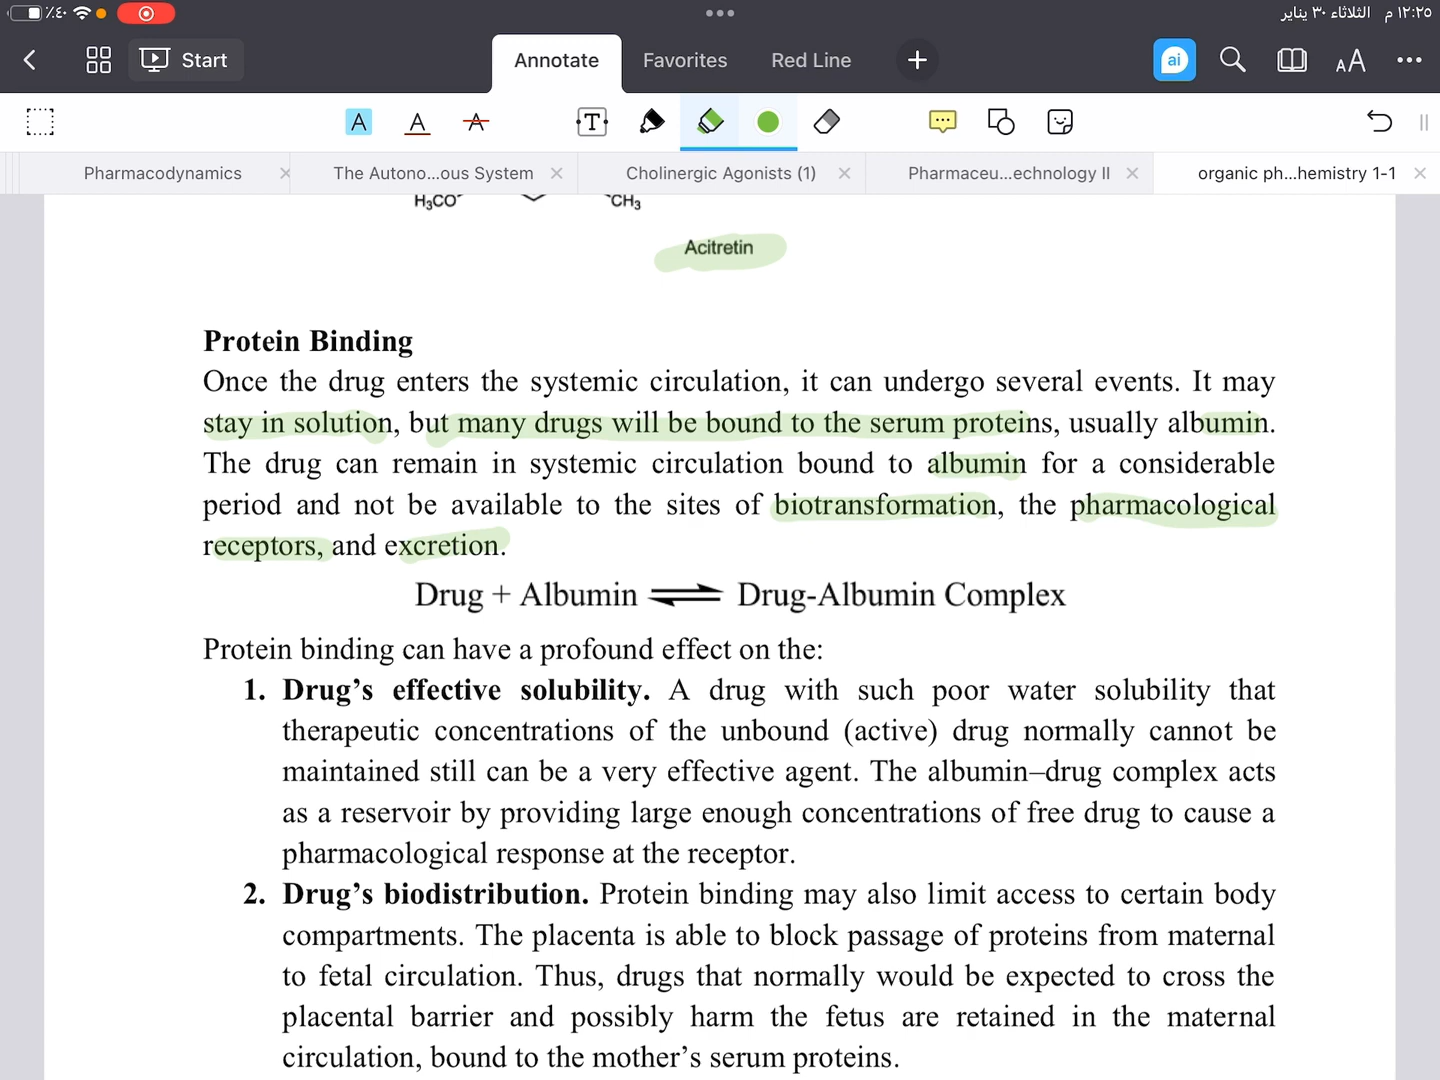 ٪٤٠
١٢:٢٥ م الثلاثاء ٣٠ يناير
Start
Annotate
Favorites
Red Line
ai
AA
A A A T
Pharmacodynamics
The Autono...ous System
Cholinergic Agonists (1)
Pharmaceu...echnology II
organic ph...hemistry 1-1
H₃CO CH₃
Acitretin
Protein Binding
Once the drug enters the systemic circulation, it can undergo several events. It may
stay in solution, but many drugs will be bound to the serum proteins, usually albumin.
The drug can remain in systemic circulation bound to albumin for a considerable
period and not be available to the sites of biotransformation, the pharmacological
receptors, and excretion.
Drug + Albumin ⇌ Drug-Albumin Complex
Protein binding can have a profound effect on the:
1. Drug’s effective solubility. A drug with such poor water solubility that
therapeutic concentrations of the unbound (active) drug normally cannot be
maintained still can be a very effective agent. The albumin–drug complex acts
as a reservoir by providing large enough concentrations of free drug to cause a
pharmacological response at the receptor.
2. Drug’s biodistribution. Protein binding may also limit access to certain body
compartments. The placenta is able to block passage of proteins from maternal
to fetal circulation. Thus, drugs that normally would be expected to cross the
placental barrier and possibly harm the fetus are retained in the maternal
circulation, bound to the mother’s serum proteins.